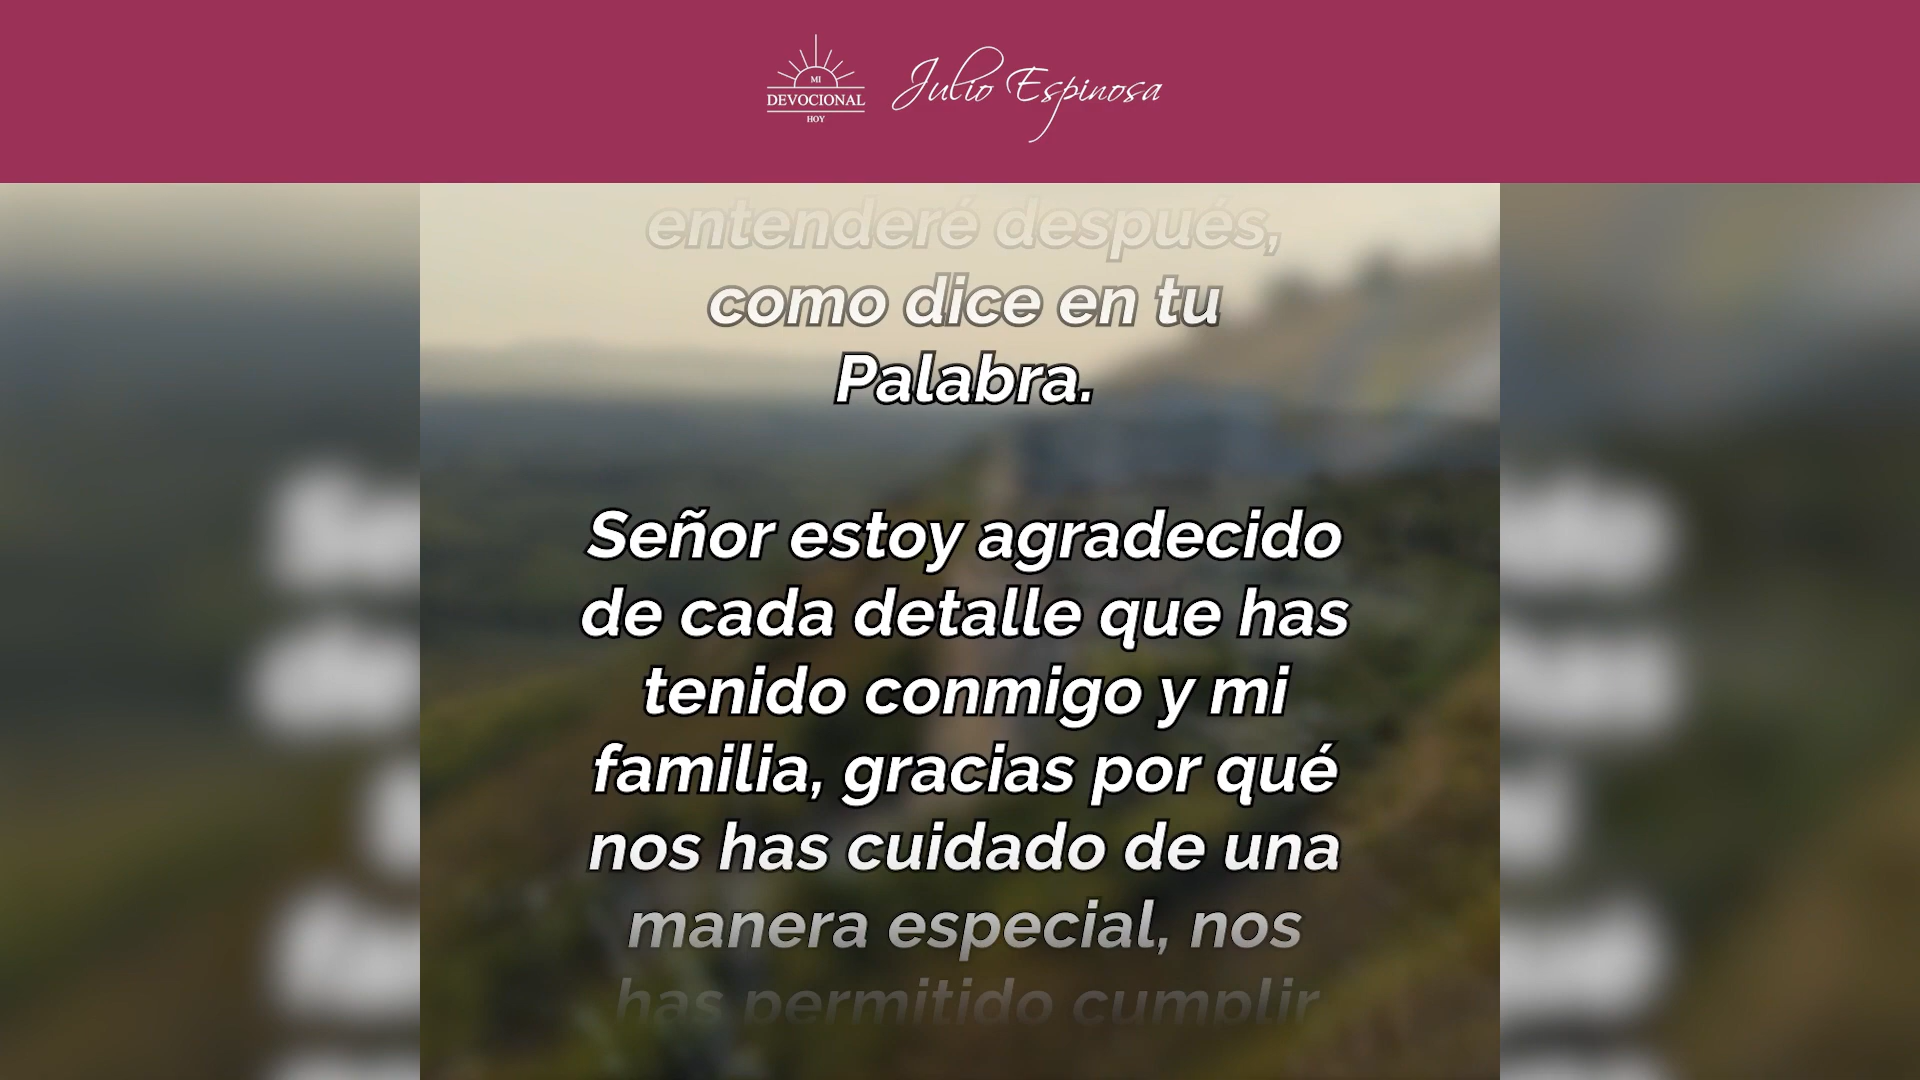 MI
DEVOCIONAL
HOY
Julio Espinosa
entenderé después,
como dice en tu
Palabra.
Señor estoy agradecido
de cada detalle que has
tenido conmigo y mi
familia, gracias por qué
nos has cuidado de una
manera especial, nos
has permitido cumplir